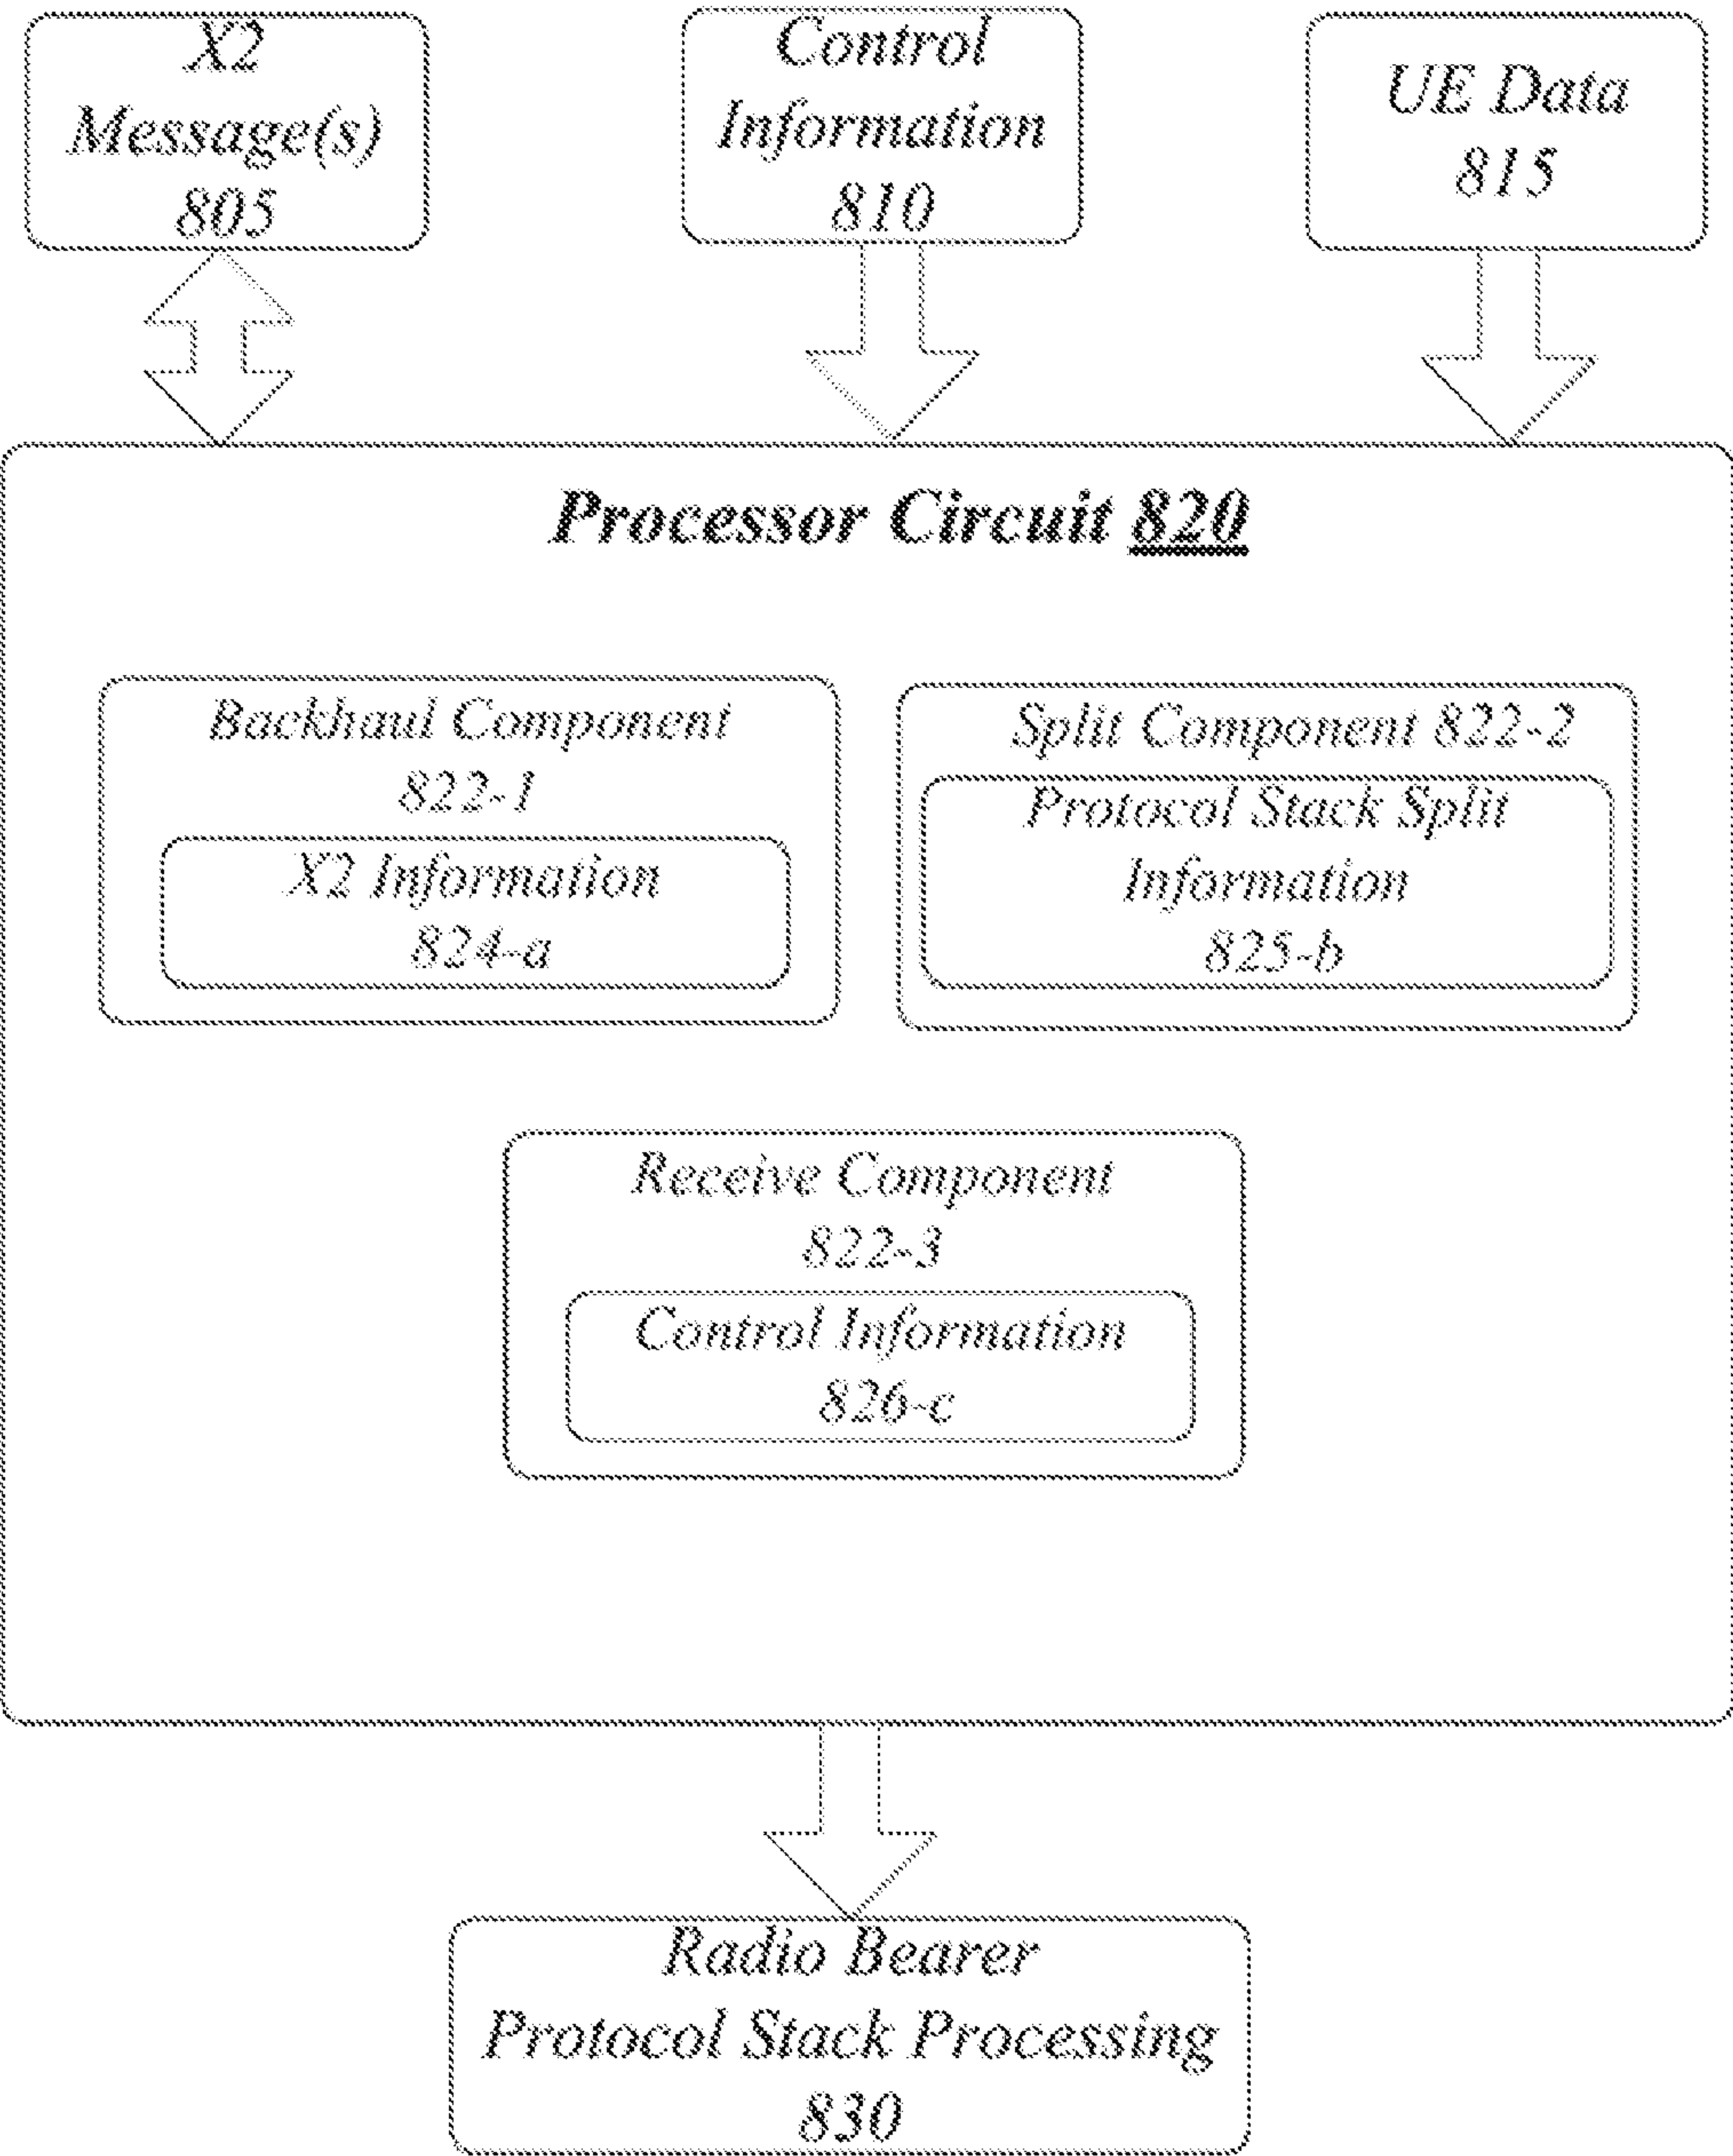 X2
Message(s)
805
Control
Information
810
UE Data
815
Processor Circuit 820
Backhaul Component
822-1
X2 Information
824-a
Split Component 822-2
Protocol Stack Split
Information
825-b
Receive Component
822-3
Control Information
826-c
Radio Bearer
Protocol Stack Processing
830